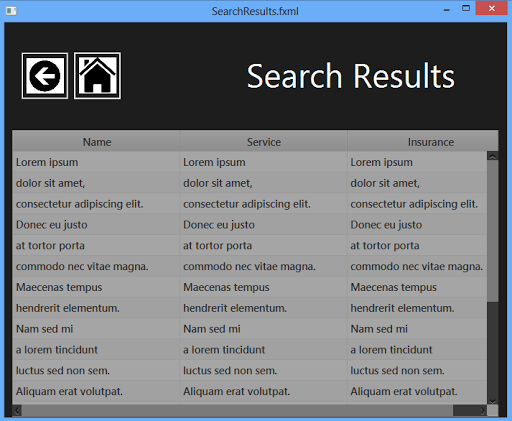 SearchResults.fxml
Search Results
Name Service Insurance
Lorem ipsum Lorem ipsum Lorem ipsum
dolor sit amet, dolor sit amet, dolor sit amet,
consectetur adipiscing elit. consectetur adipiscing elit. consectetur adipiscing elit.
Donec eu justo Donec eu justo Donec eu justo
at tortor porta at tortor porta at tortor porta
commodo nec vitae magna. commodo nec vitae magna. commodo nec vitae magna.
Maecenas tempus Maecenas tempus Maecenas tempus
hendrerit elementum. hendrerit elementum. hendrerit elementum.
Nam sed mi Nam sed mi Nam sed mi
a lorem tincidunt a lorem tincidunt a lorem tincidunt
luctus sed non sem. luctus sed non sem. luctus sed non sem.
Aliquam erat volutpat. Aliquam erat volutpat. Aliquam erat volutpat.